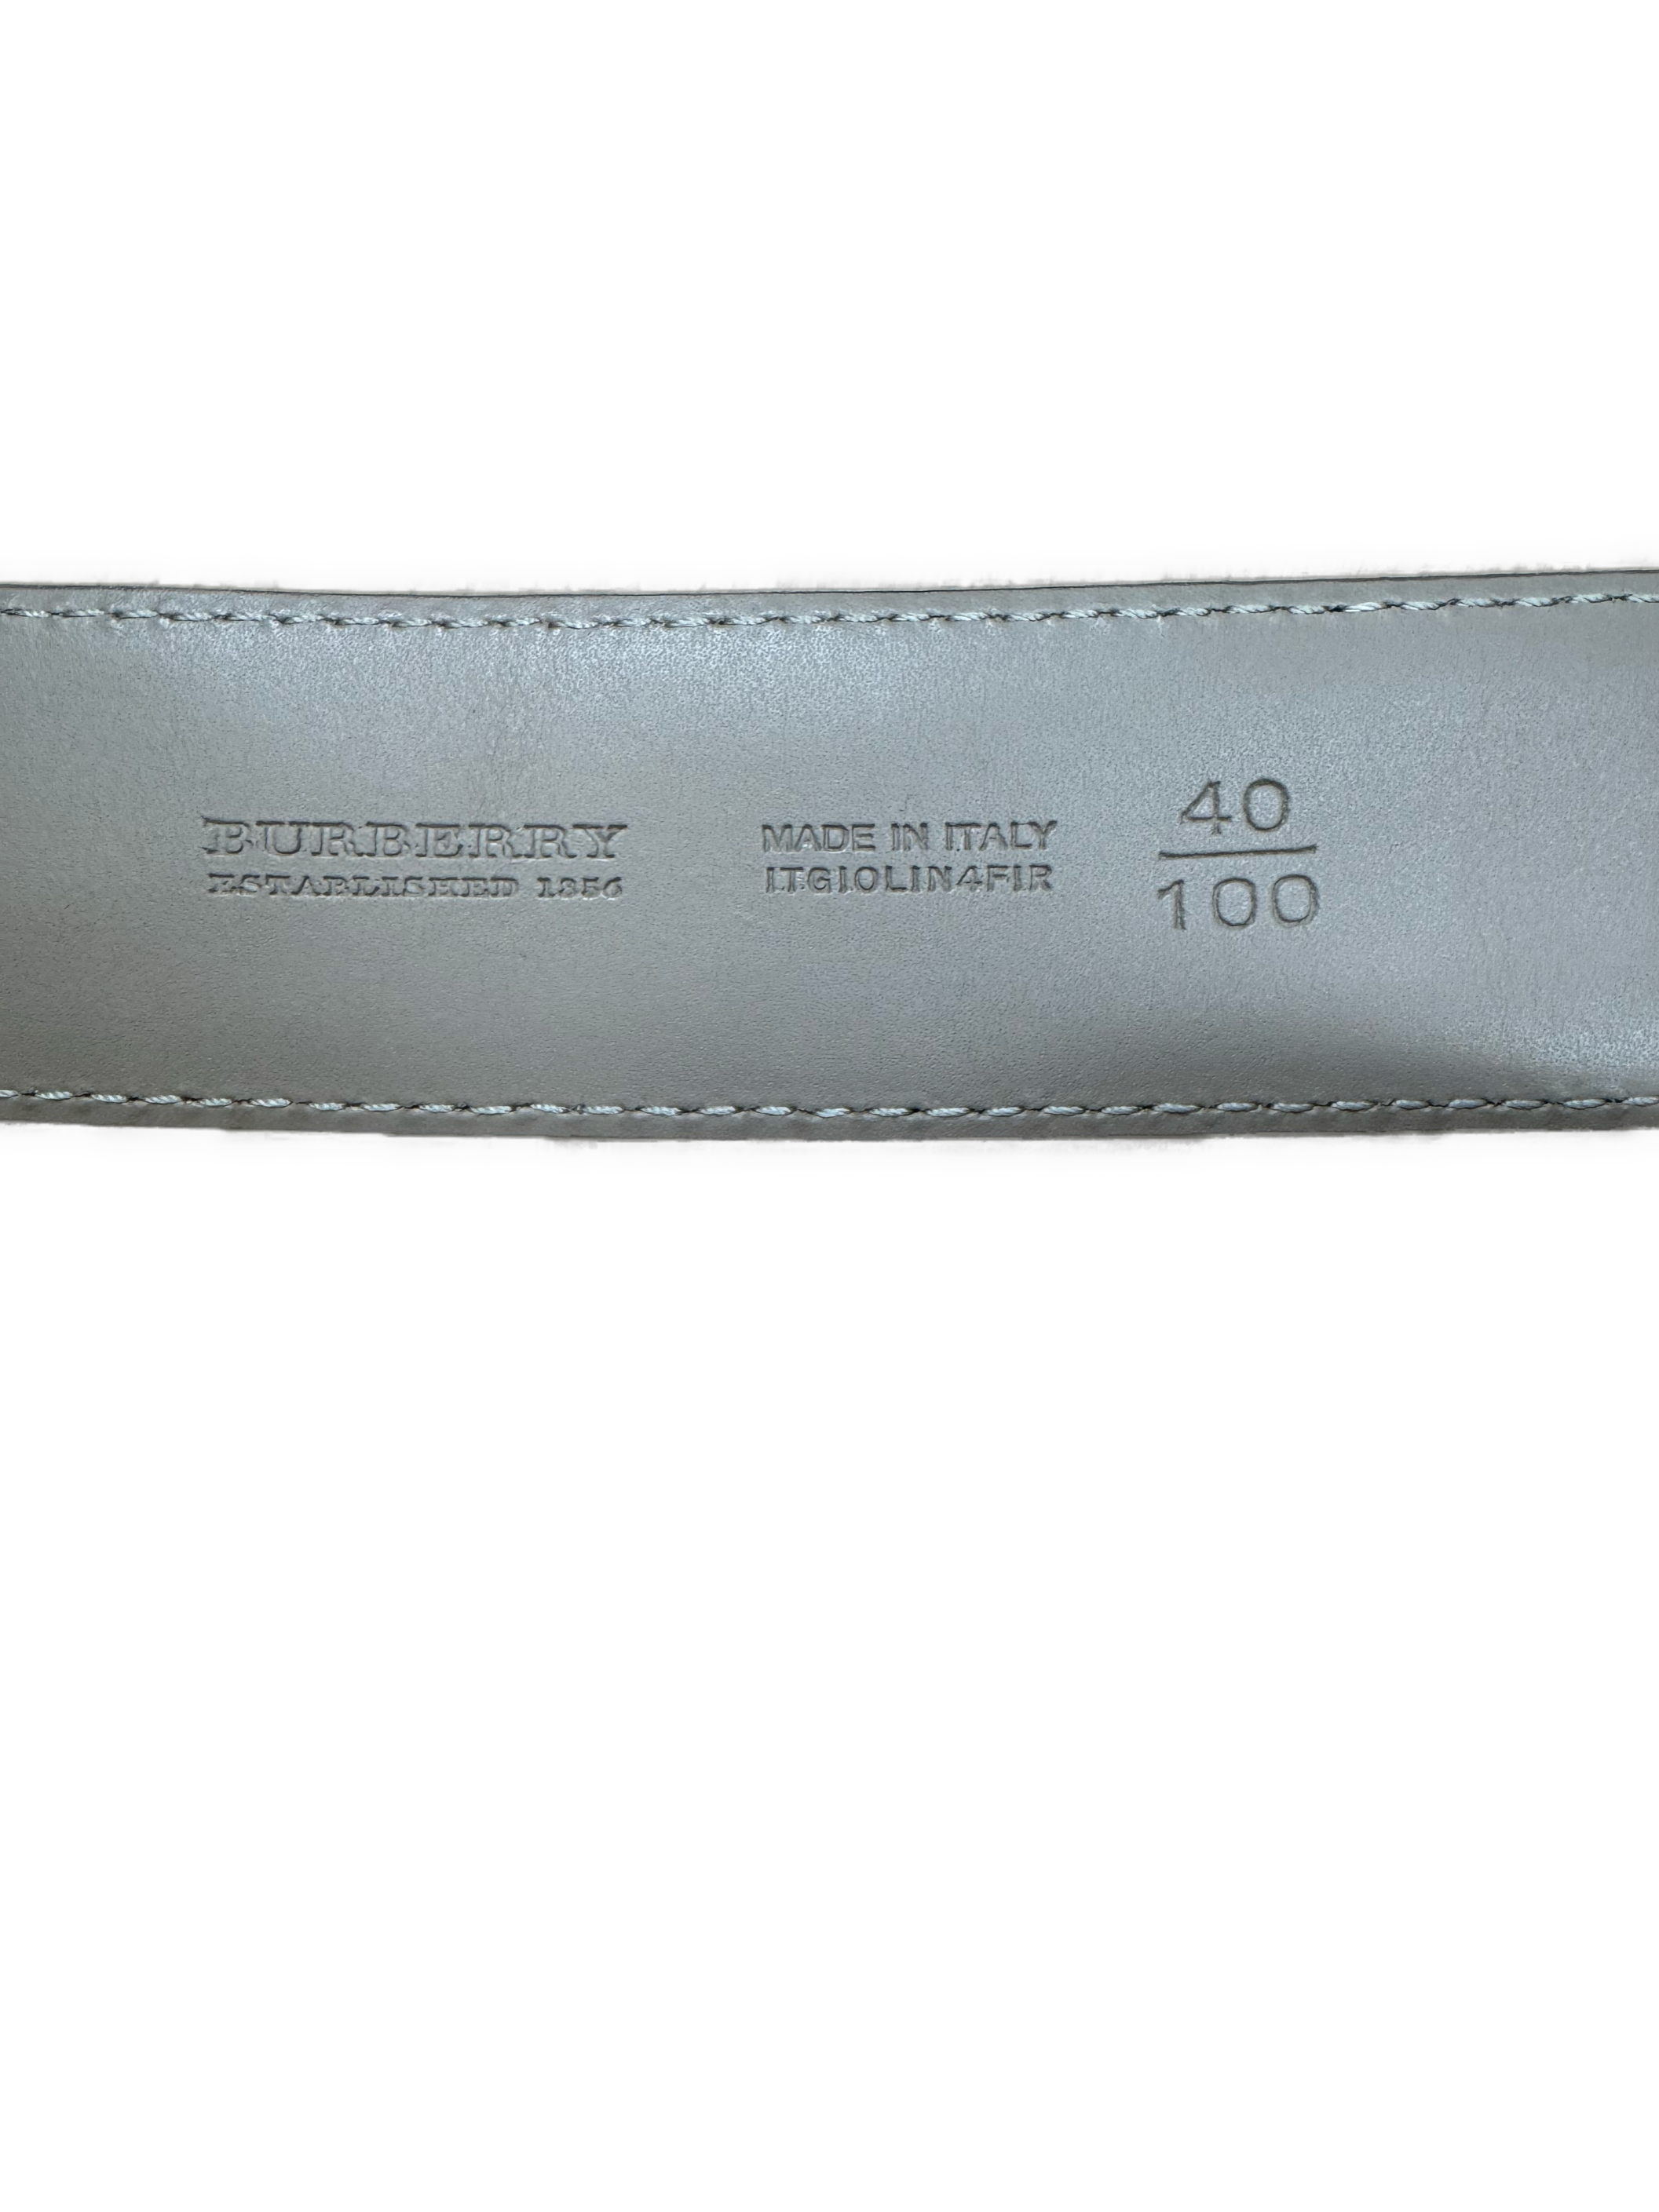 BURBERRY
ESTABLISHED 1856
MADE IN ITALY
ITGIOLIN4FIR
40
100